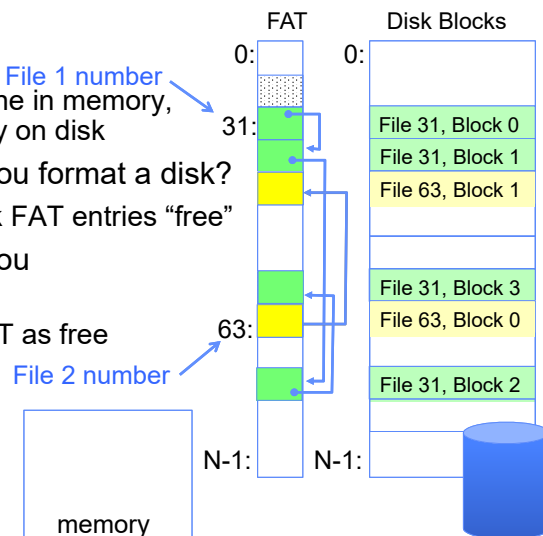 FAT
Disk Blocks
0:
0:
File 1 number
ne in memory,
y on disk
31:
File 31, Block 0
File 31, Block 1
ou format a disk?
File 63, Block 1
k FAT entries “free”
ou
File 31, Block 3
T as free
63:
File 63, Block 0
File 2 number
File 31, Block 2
N-1:
N-1:
memory